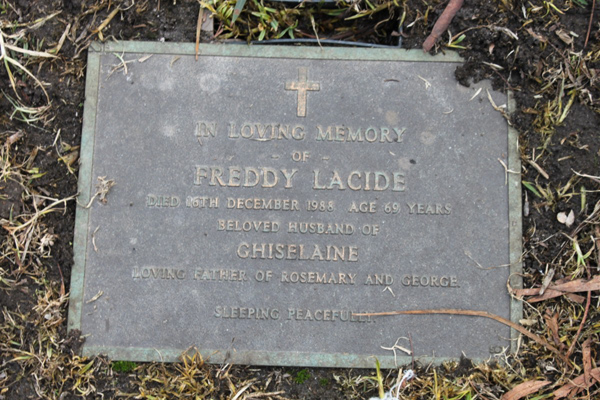 IN LOVING MEMORY
- OF -
FREDDY LACIDE
DIED 16TH DECEMBER 1988 AGE 69 YEARS
BELOVED HUSBAND OF
GHISELAINE
LOVING FATHER OF ROSEMARY AND GEORGE
SLEEPING PEACEFULLY